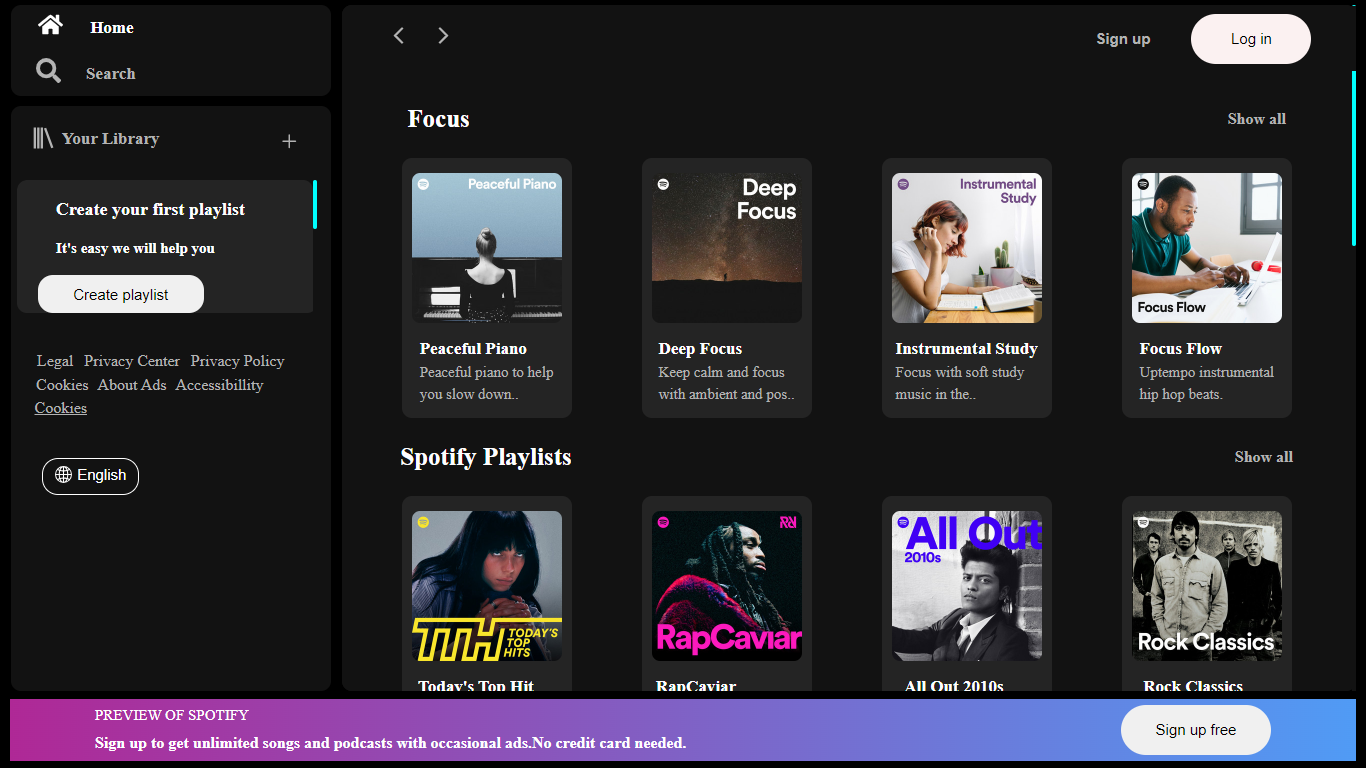 Home
Search
Your Library
Create your first playlist
It's easy we will help you
Create playlist
Legal Privacy Center Privacy Policy
Cookies About Ads Accessibillity
Cookies
English
Sign up
Log in
Focus
Show all
Peaceful Piano
Peaceful Piano
Peaceful piano to help
you slow down..
Deep
Focus
Deep Focus
Keep calm and focus
with ambient and pos..
Instrumental
Study
Instrumental Study
Focus with soft study
music in the..
Focus Flow
Focus Flow
Uptempo instrumental
hip hop beats.
Spotify Playlists
Show all
TTH TODAY'S
TOP
HITS
Today's Top Hit
RapCaviar
RapCaviar
All Out
2010s
All Out 2010s
Rock Classics
Rock Classics
PREVIEW OF SPOTIFY
Sign up to get unlimited songs and podcasts with occasional ads.No credit card needed.
Sign up free